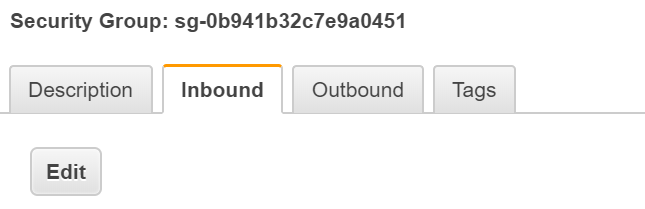 Security Group: sg-0b941b32c7e9a0451
Description Inbound Outbound Tags
Edit